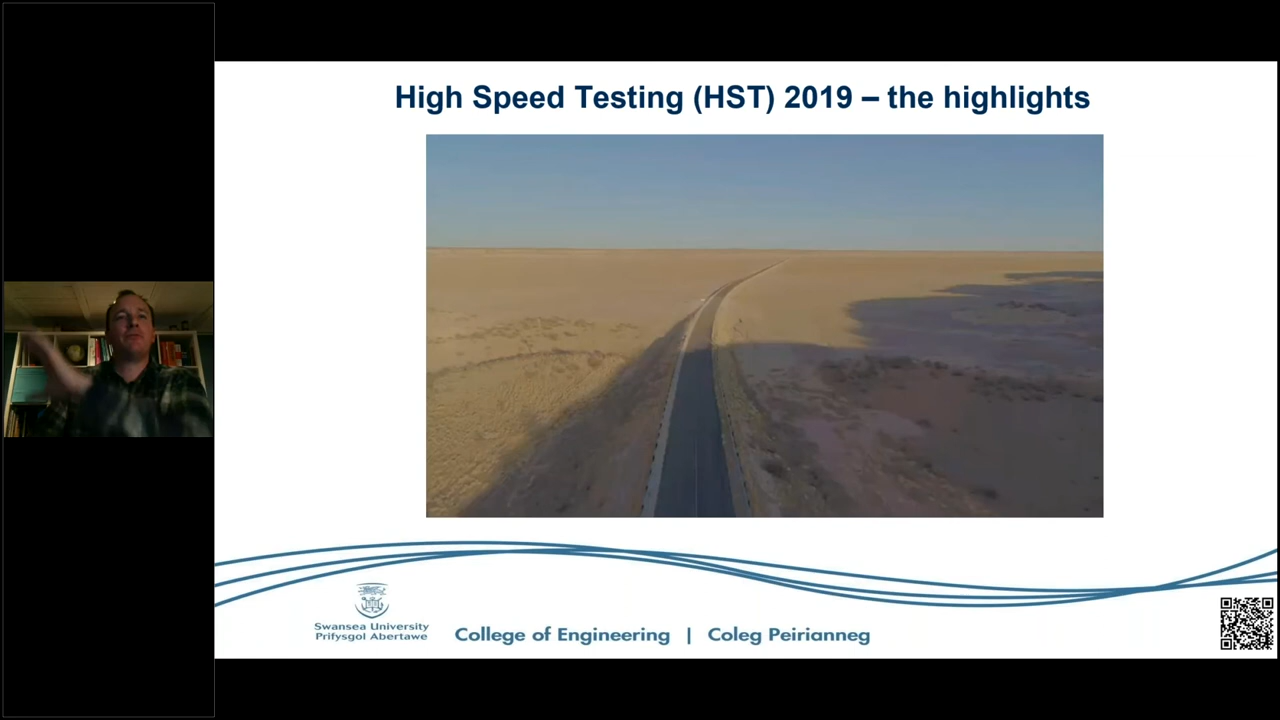 High Speed Testing (HST) 2019 – the highlights
Swansea University
Prifysgol Abertawe
College of Engineering | Coleg Peirianneg